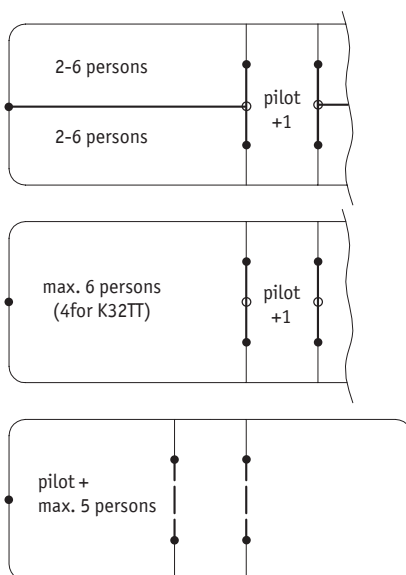 2-6 persons
pilot
+1
2-6 persons
max. 6 persons
(4for K32TT)
pilot
+1
pilot +
max. 5 persons